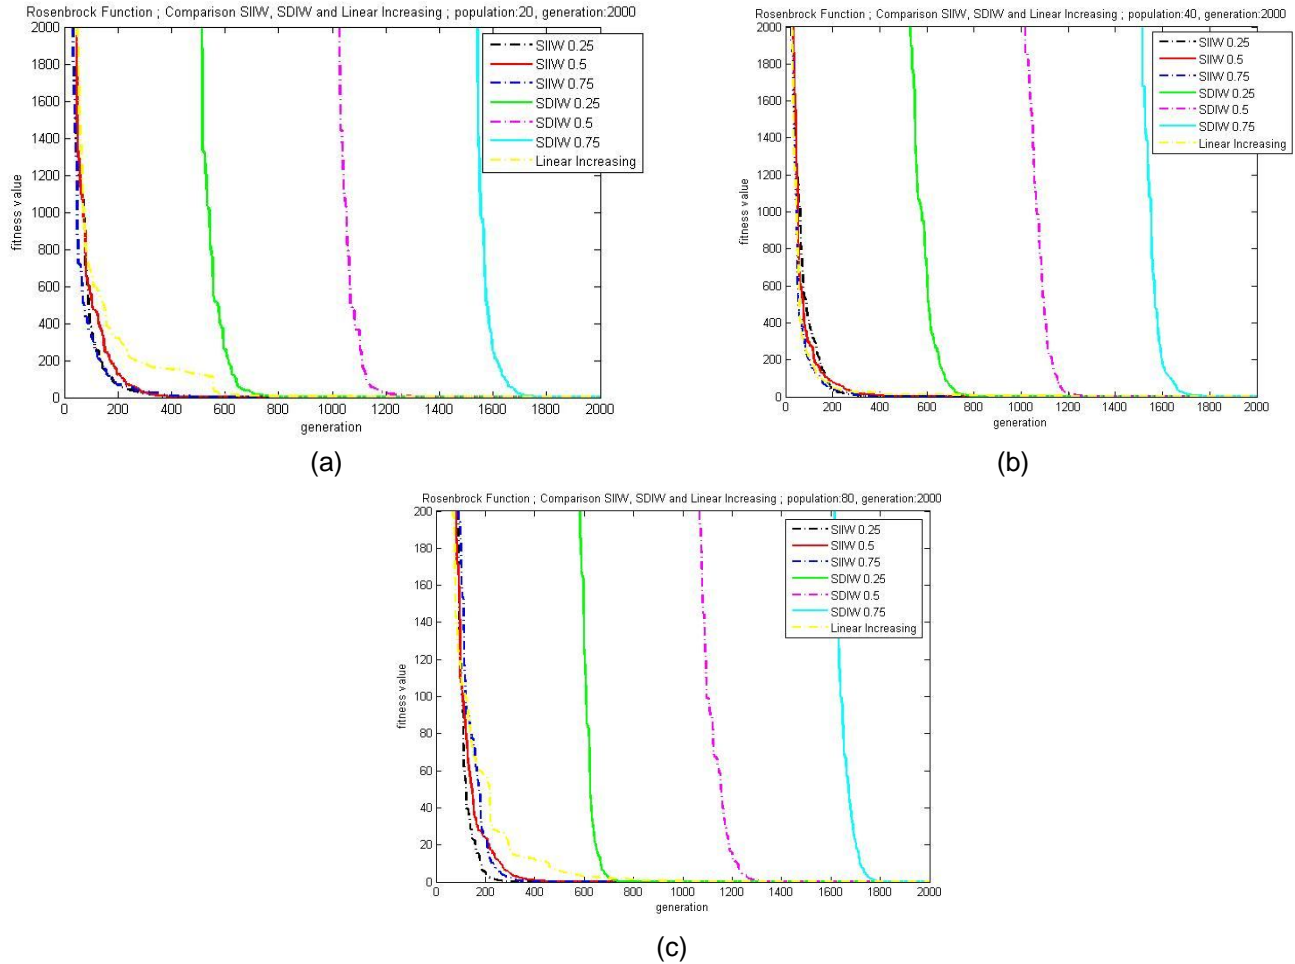 Rosenbrock Function ; Comparison SIIW, SDIW and Linear Increasing ; population:20, generation:2000
2000
1800
1600
1400
1200
1000
800
600
400
200
0
fitness value
SIIW 0.25
SIIW 0.5
SIIW 0.75
SDIW 0.25
SDIW 0.5
SDIW 0.75
Linear Increasing
0 200 400 600 800 1000 1200 1400 1600 1800 2000
generation
(a)
Rosenbrock Function ; Comparison SIIW, SDIW and Linear Increasing ; population:40, generation:2000
2000
1800
1600
1400
1200
1000
800
600
400
200
0
fitness value
SIIW 0.25
SIIW 0.5
SIIW 0.75
SDIW 0.25
SDIW 0.5
SDIW 0.75
Linear Increasing
0 200 400 600 800 1000 1200 1400 1600 1800 2000
generation
(b)
Rosenbrock Function ; Comparison SIIW, SDIW and Linear Increasing ; population:80, generation:2000
200
180
160
140
120
100
80
60
40
20
0
fitness value
SIIW 0.25
SIIW 0.5
SIIW 0.75
SDIW 0.25
SDIW 0.5
SDIW 0.75
Linear Increasing
0 200 400 600 800 1000 1200 1400 1600 1800 2000
generation
(c)